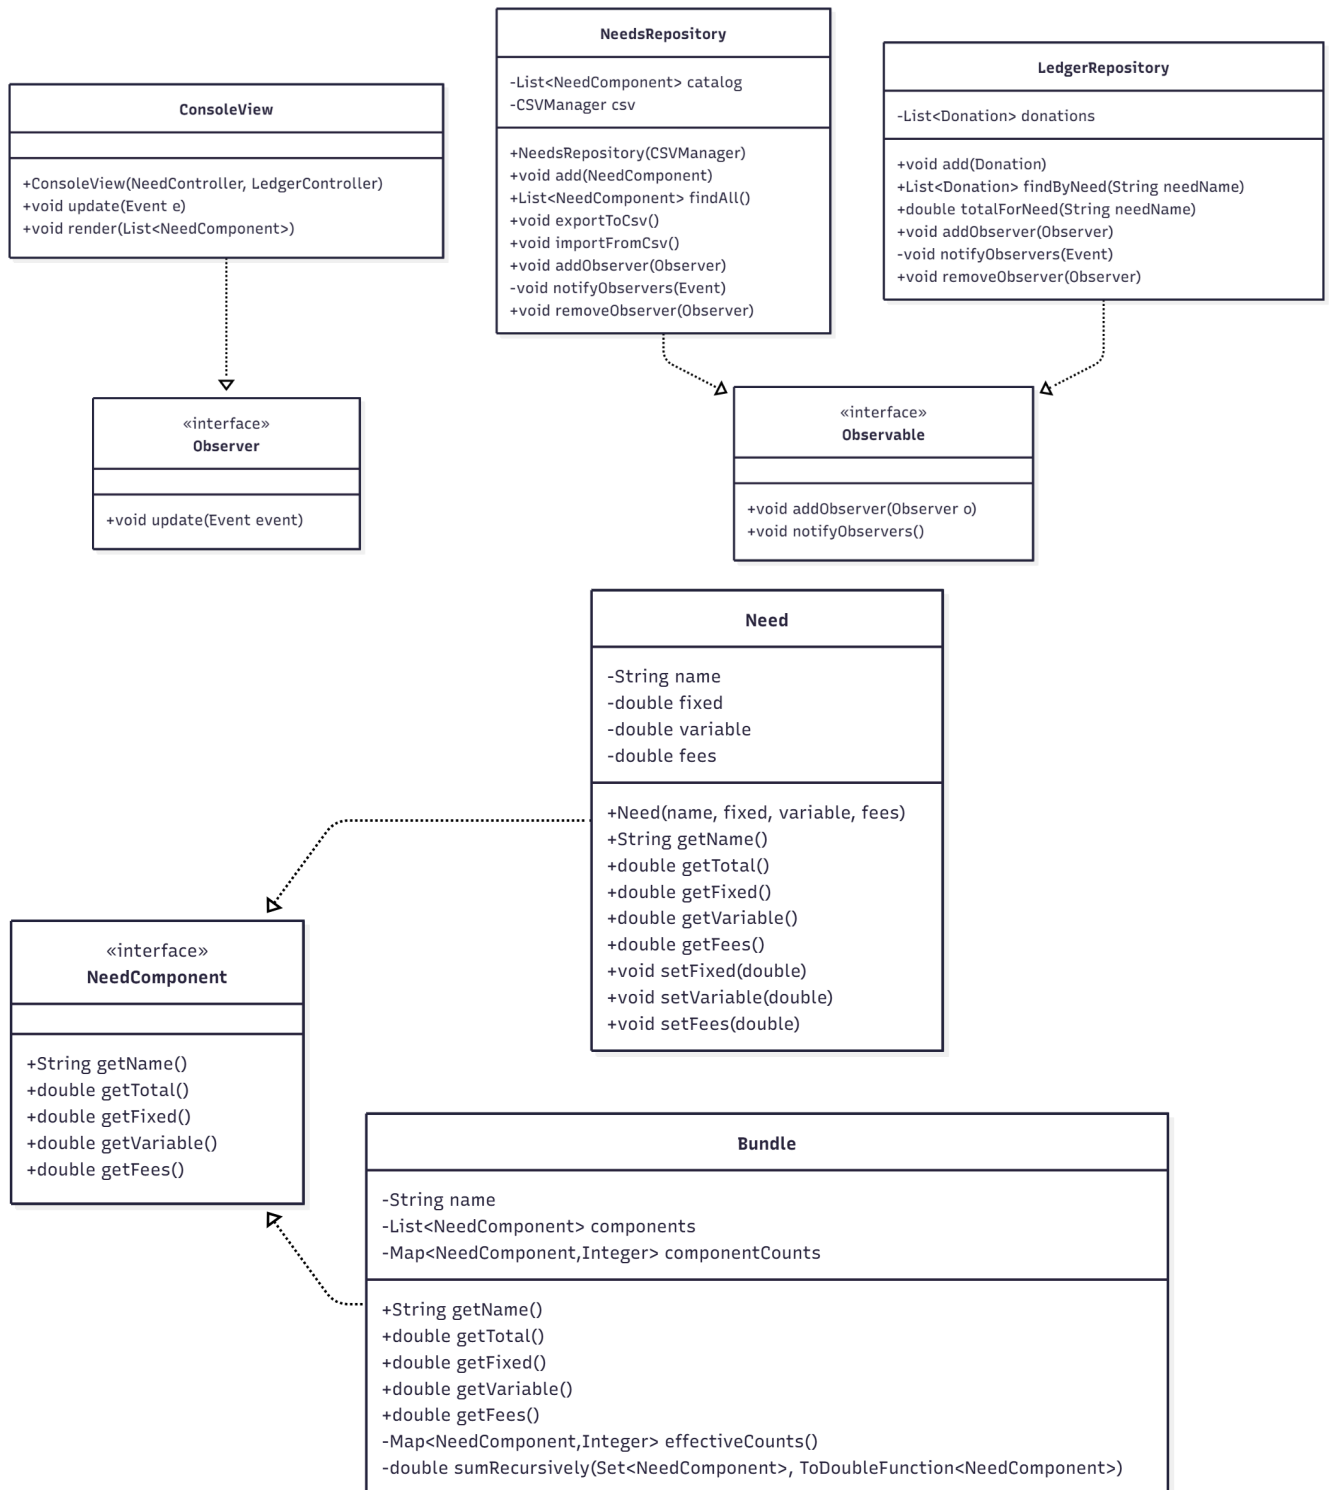 ConsoleView
+ConsoleView(NeedController, LedgerController)
+void update(Event e)
+void render(List<NeedComponent>)
NeedsRepository
-List<NeedComponent> catalog
-CSVManager csv
+NeedsRepository(CSVManager)
+void add(NeedComponent)
+List<NeedComponent> findAll()
+void exportToCsv()
+void importFromCsv()
+void addObserver(Observer)
-void notifyObservers(Event)
+void removeObserver(Observer)
LedgerRepository
-List<Donation> donations
+void add(Donation)
+List<Donation> findByNeed(String needName)
+double totalForNeed(String needName)
+void addObserver(Observer)
-void notifyObservers(Event)
+void removeObserver(Observer)
«interface»
Observer
+void update(Event event)
«interface»
Observable
+void addObserver(Observer o)
+void notifyObservers()
Need
-String name
-double fixed
-double variable
-double fees
+Need(name, fixed, variable, fees)
+String getName()
+double getTotal()
+double getFixed()
+double getVariable()
+double getFees()
+void setFixed(double)
+void setVariable(double)
+void setFees(double)
«interface»
NeedComponent
+String getName()
+double getTotal()
+double getFixed()
+double getVariable()
+double getFees()
Bundle
-String name
-List<NeedComponent> components
-Map<NeedComponent,Integer> componentCounts
+String getName()
+double getTotal()
+double getFixed()
+double getVariable()
+double getFees()
-Map<NeedComponent,Integer> effectiveCounts()
-double sumRecursively(Set<NeedComponent>, ToDoubleFunction<NeedComponent>)